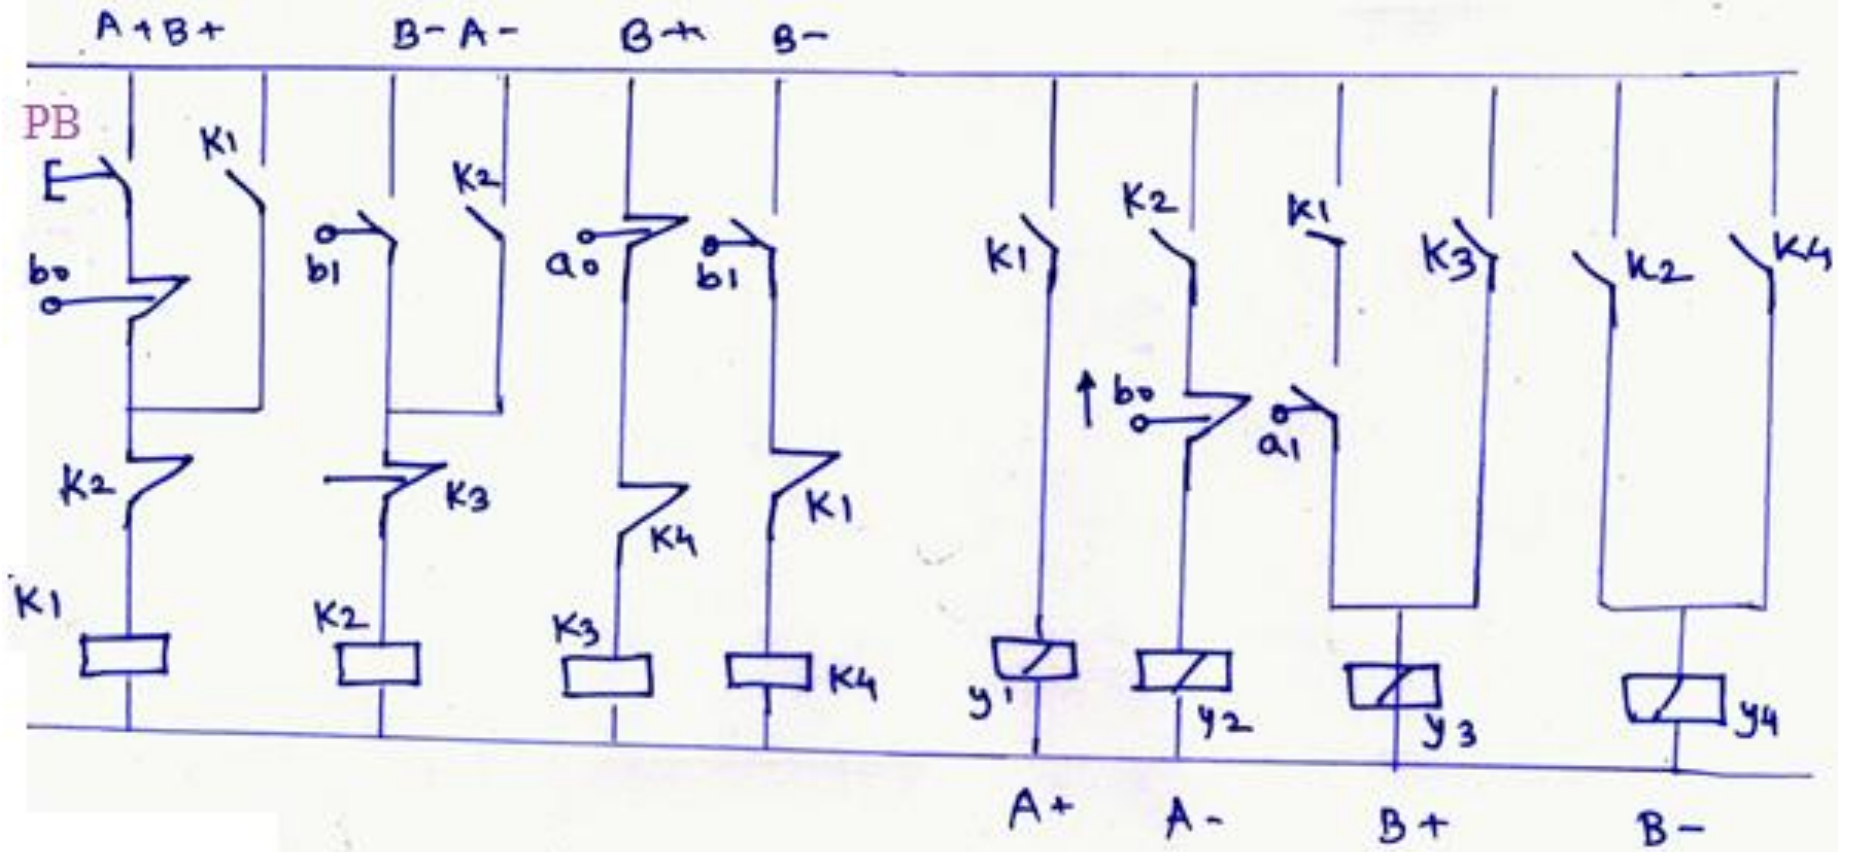 A+B+ B-A- B+ B-
PB
K1
K2
K2
K1
b0
b1
a0
b1
K1
K3
K2
K4
b0
a1
K2
K3
K4
K1
K1
K2
K3
K4
y1
y2
y3
y4
A+ A- B+ B-